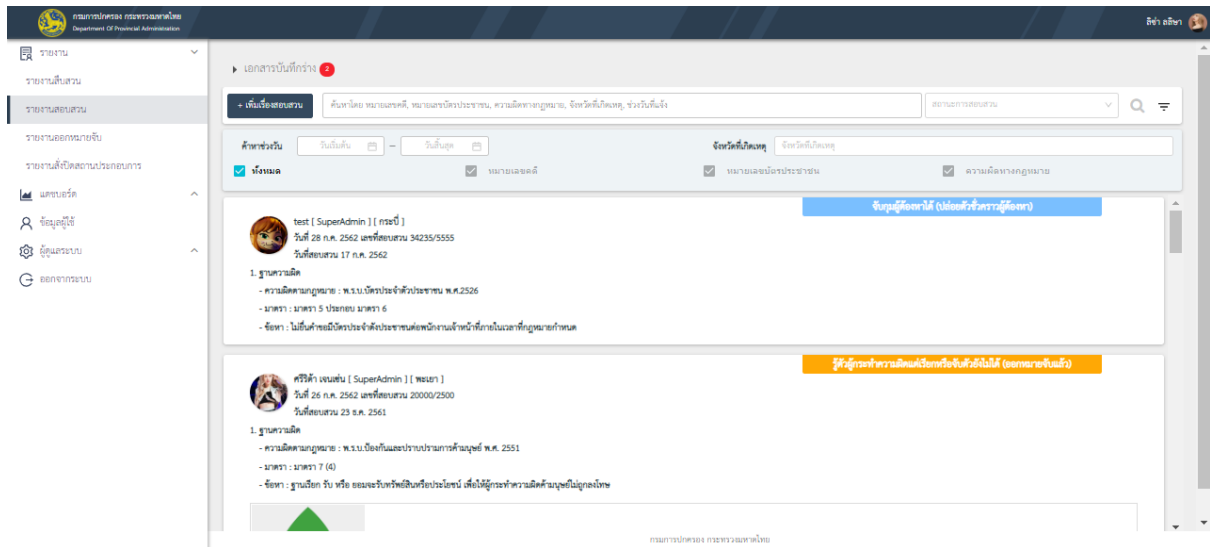 กรมการปกครอง กระทรวงมหาดไทย
Department Of Provincial Administration
ลิซ่า ลลิษา
รายงาน
รายงานสืบสวน
รายงานสอบสวน
รายงานออกหมายจับ
รายงานสั่งปิดสถานประกอบการ
แดชบอร์ด
ข้อมูลผู้ใช้
ผู้ดูแลระบบ
ออกจากระบบ
เอกสารบันทึกร่าง 2
+ เพิ่มเรื่องสอบสวน
ค้นหาโดย หมายเลขคดี, หมายเลขบัตรประชาชน, ความผิดทางกฎหมาย, จังหวัดที่เกิดเหตุ, ช่วงวันที่แจ้ง
สถานะการสอบสวน
ค้าหาช่วงวัน วันเริ่มต้น – วันสิ้นสุด
จังหวัดที่เกิดเหตุ จังหวัดที่เกิดเหตุ
ทั้งหมด หมายเลขคดี หมายเลขบัตรประชาชน ความผิดทางกฎหมาย
จับกุมผู้ต้องหาได้ (ปล่อยตัวชั่วคราวผู้ต้องหา)
test [ SuperAdmin ] [ กระบี่ ]
วันที่ 28 ก.ค. 2562 เลขที่สอบสวน 34235/5555
วันที่สอบสวน 17 ก.ค. 2562
1. ฐานความผิด
- ความผิดตามกฎหมาย : พ.ร.บ.บัตรประจำตัวประชาชน พ.ศ.2526
- มาตรา : มาตรา 5 ประกอบ มาตรา 6
- ข้อหา : ไม่ยื่นคำขอมีบัตรประจำตังประชาชนต่อพนักงานเจ้าหน้าที่ภายในเวลาที่กฎหมายกำหนด
รู้ตัวผู้กระทำความผิดแต่เรียกหรือจับตัวยังไม่ได้ (ออกหมายจับแล้ว)
ศรีริต้า เจนเซ่น [ SuperAdmin ] [ พะเยา ]
วันที่ 26 ก.ค. 2562 เลขที่สอบสวน 20000/2500
วันที่สอบสวน 23 ธ.ค. 2561
1. ฐานความผิด
- ความผิดตามกฎหมาย : พ.ร.บ.ป้องกันและปราบปรามการค้ามนุษย์ พ.ศ. 2551
- มาตรา : มาตรา 7 (4)
- ข้อหา : ฐานเรียก รับ หรือ ยอมจะรับทรัพย์สินหรือประโยชน์ เพื่อให้ผู้กระทำความผิดค้ามนุษย์ไม่ถูกลงโทษ
กรมการปกครอง กระทรวงมหาดไทย